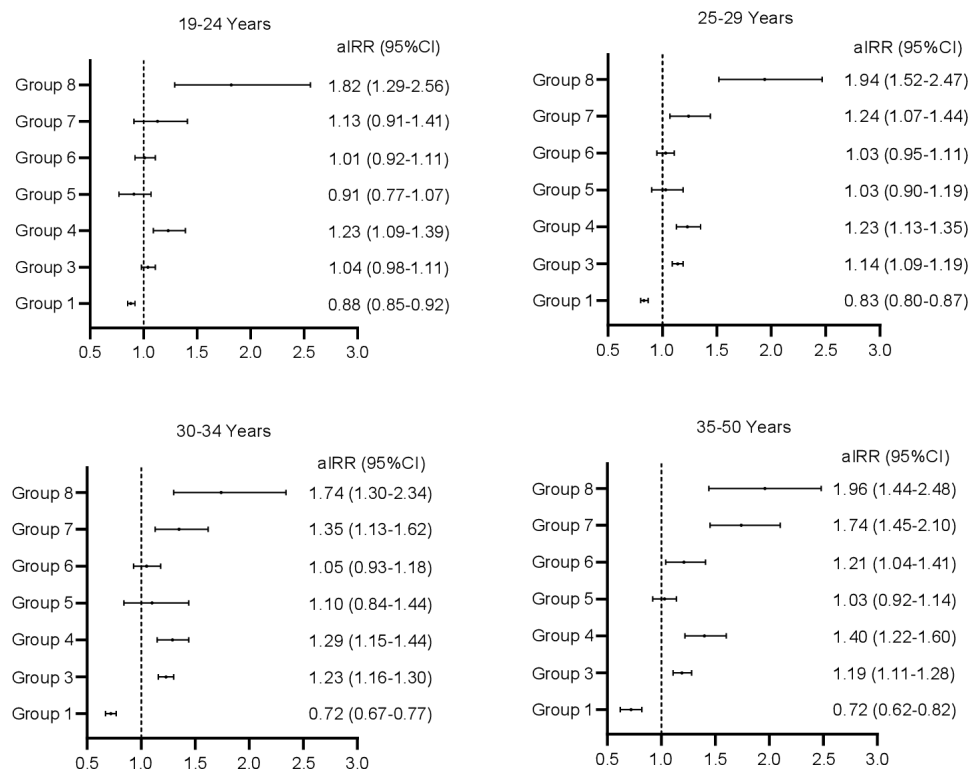 19-24 Years
aIRR (95%CI)
Group 8 1.82 (1.29-2.56)
Group 7 1.13 (0.91-1.41)
Group 6 1.01 (0.92-1.11)
Group 5 0.91 (0.77-1.07)
Group 4 1.23 (1.09-1.39)
Group 3 1.04 (0.98-1.11)
Group 1 0.88 (0.85-0.92)
0.5 1.0 1.5 2.0 2.5 3.0
25-29 Years
aIRR (95%CI)
Group 8 1.94 (1.52-2.47)
Group 7 1.24 (1.07-1.44)
Group 6 1.03 (0.95-1.11)
Group 5 1.03 (0.90-1.19)
Group 4 1.23 (1.13-1.35)
Group 3 1.14 (1.09-1.19)
Group 1 0.83 (0.80-0.87)
0.5 1.0 1.5 2.0 2.5 3.0
30-34 Years
aIRR (95%CI)
Group 8 1.74 (1.30-2.34)
Group 7 1.35 (1.13-1.62)
Group 6 1.05 (0.93-1.18)
Group 5 1.10 (0.84-1.44)
Group 4 1.29 (1.15-1.44)
Group 3 1.23 (1.16-1.30)
Group 1 0.72 (0.67-0.77)
0.5 1.0 1.5 2.0 2.5 3.0
35-50 Years
aIRR (95%CI)
Group 8 1.96 (1.44-2.48)
Group 7 1.74 (1.45-2.10)
Group 6 1.21 (1.04-1.41)
Group 5 1.03 (0.92-1.14)
Group 4 1.40 (1.22-1.60)
Group 3 1.19 (1.11-1.28)
Group 1 0.72 (0.62-0.82)
0.5 1.0 1.5 2.0 2.5 3.0